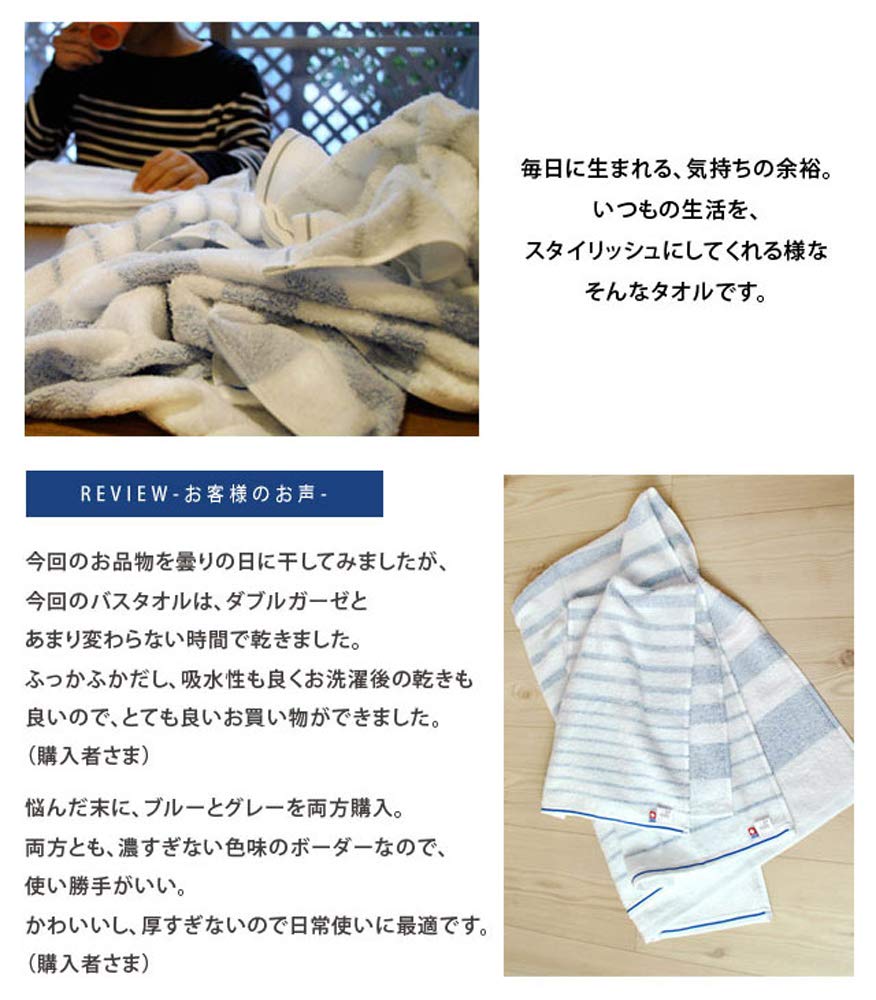 毎日に生まれる、気持ちの余裕。
いつもの生活を、
スタイリッシュにしてくれる様な
そんなタオルです。
REVIEW-お客様のお声-
今回のお品物を曇りの日に干してみましたが、
今回のバスタオルは、ダブルガーゼと
あまり変わらない時間で乾きました。
ふっかふかだし、吸水性も良くお洗濯後の乾きも
良いので、とても良いお買い物ができました。
（購入者さま）
悩んだ末に、ブルーとグレーを両方購入。
両方とも、濃すぎない色味のボーダーなので、
使い勝手がいい。
かわいいし、厚すぎないので日常使いに最適です。
（購入者さま）